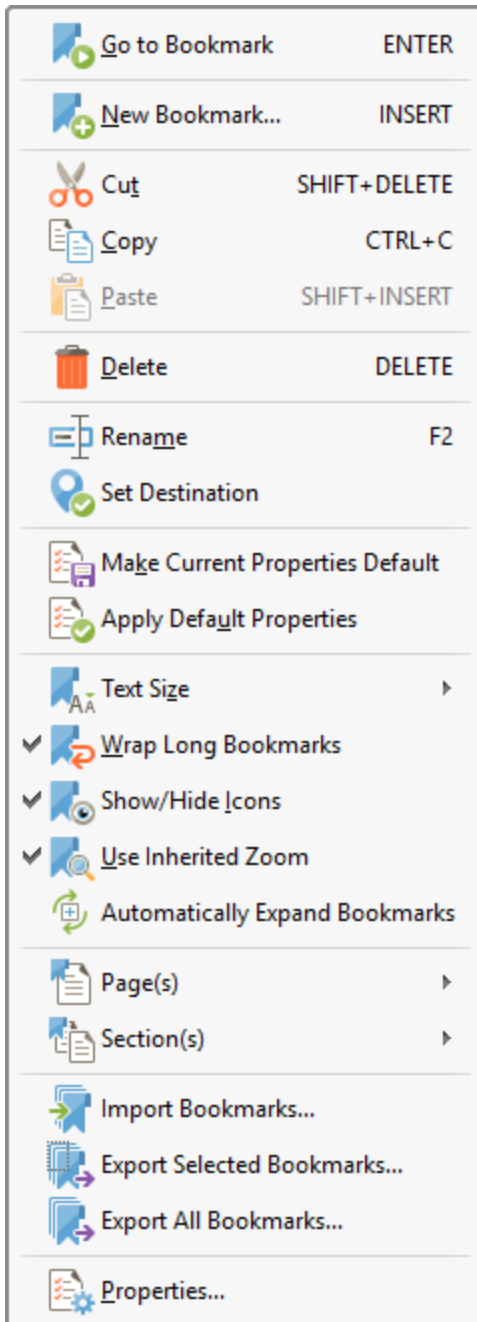 Go to Bookmark ENTER
New Bookmark... INSERT
Cut SHIFT+DELETE
Copy CTRL+C
Paste SHIFT+INSERT
Delete DELETE
Rename F2
Set Destination
Make Current Properties Default
Apply Default Properties
Text Size
Wrap Long Bookmarks
Show/Hide Icons
Use Inherited Zoom
Automatically Expand Bookmarks
Page(s)
Section(s)
Import Bookmarks...
Export Selected Bookmarks...
Export All Bookmarks...
Properties...